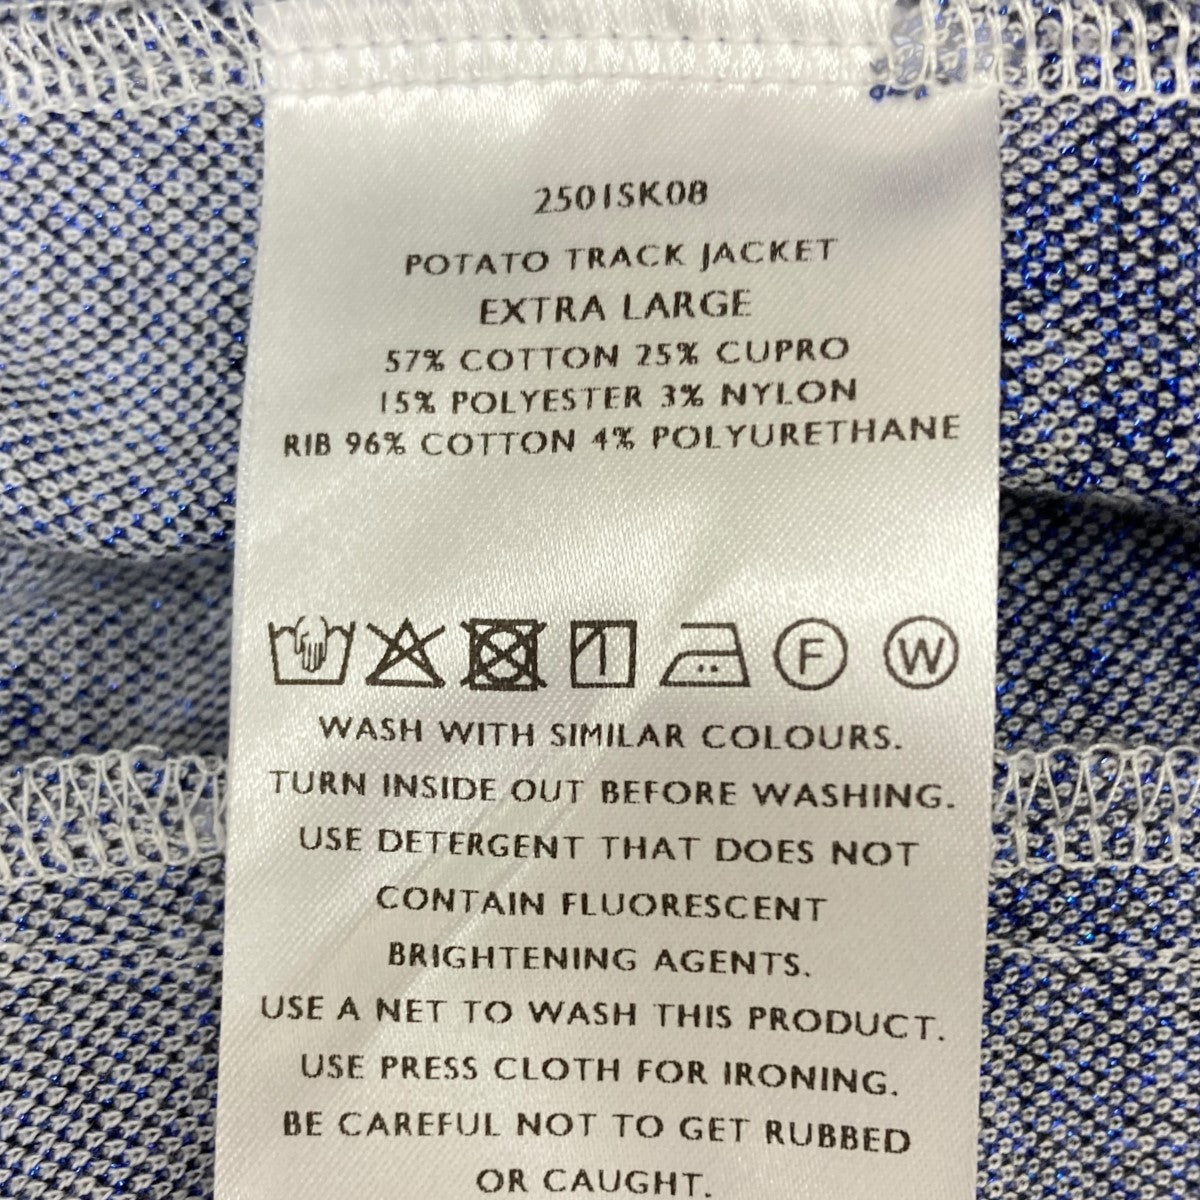 2501SK08
POTATO TRACK JACKET
EXTRA LARGE
57% COTTON 25% CUPRO
15% POLYESTER 3% NYLON
RIB 96% COTTON 4% POLYURETHANE
F W
WASH WITH SIMILAR COLOURS.
TURN INSIDE OUT BEFORE WASHING.
USE DETERGENT THAT DOES NOT
CONTAIN FLUORESCENT
BRIGHTENING AGENTS.
USE A NET TO WASH THIS PRODUCT.
USE PRESS CLOTH FOR IRONING.
BE CAREFUL NOT TO GET RUBBED
OR CAUGHT.